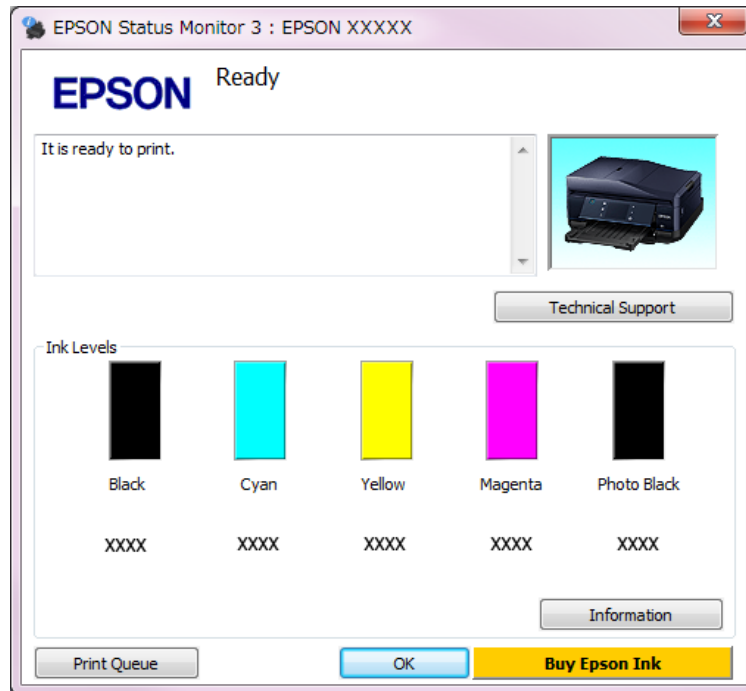 EPSON Status Monitor 3 : EPSON XXXXX
EPSON
Ready
It is ready to print.
Technical Support
Ink Levels
Black Cyan Yellow Magenta Photo Black
XXXX XXXX XXXX XXXX XXXX
Information
Print Queue OK Buy Epson Ink